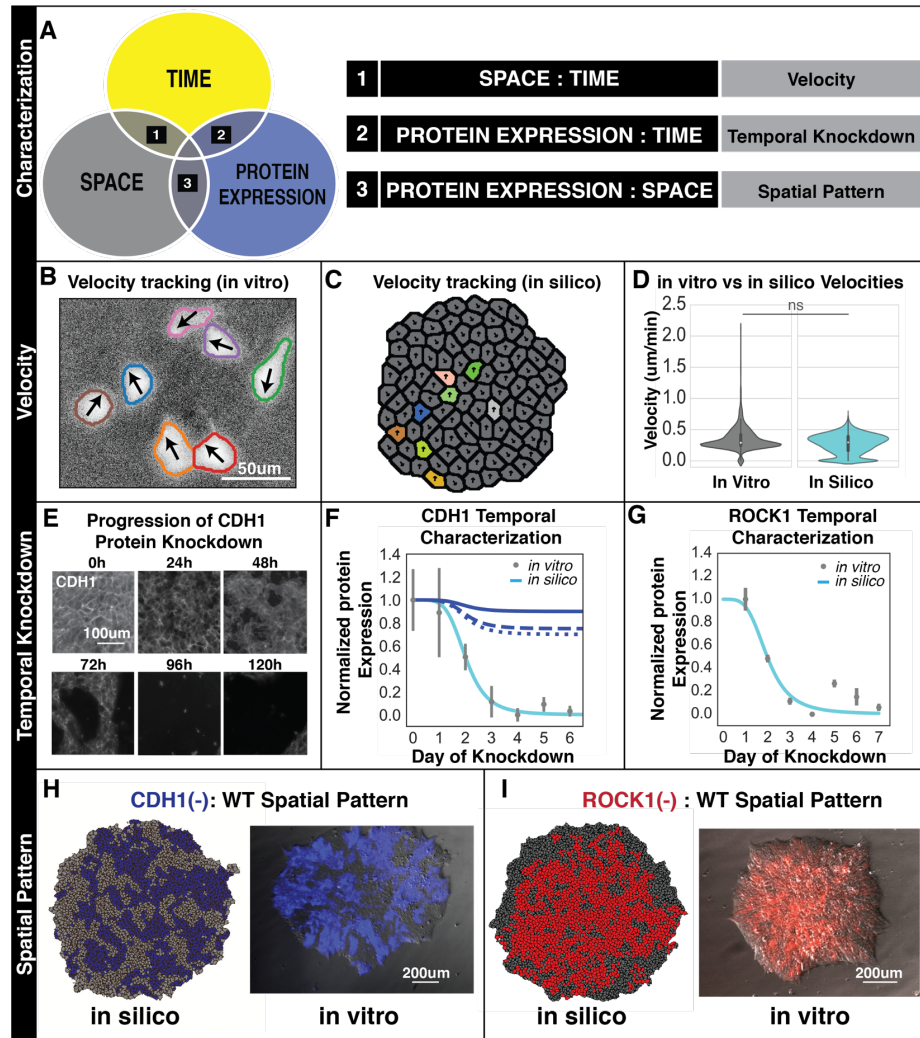 Characterization
A
TIME
SPACE
PROTEIN
EXPRESSION
1
2
3
1 SPACE : TIME Velocity
2 PROTEIN EXPRESSION : TIME Temporal Knockdown
3 PROTEIN EXPRESSION : SPACE Spatial Pattern
Velocity
B Velocity tracking (in vitro)
50um
C Velocity tracking (in silico)
D in vitro vs in silico Velocities
ns
Velocity (um/min)
2.5
2.0
1.5
1.0
0.5
0.0
In Vitro In Silico
Temporal Knockdown
E Progression of CDH1
Protein Knockdown
0h 24h 48h
CDH1
100um
72h 96h 120h
F CDH1 Temporal
Characterization
Normalized protein
Expression
1.4
1.2
1.0
0.8
0.6
0.4
0.2
0.0
in vitro
in silico
0 1 2 3 4 5 6
Day of Knockdown
G ROCK1 Temporal
Characterization
Normalized protein
Expression
1.4
1.2
1.0
0.8
0.6
0.4
0.2
0.0
in vitro
in silico
0 1 2 3 4 5 6 7
Day of Knockdown
Spatial Pattern
H CDH1(-): WT Spatial Pattern
200um
in silico in vitro
I ROCK1(-) : WT Spatial Pattern
200um
in silico in vitro